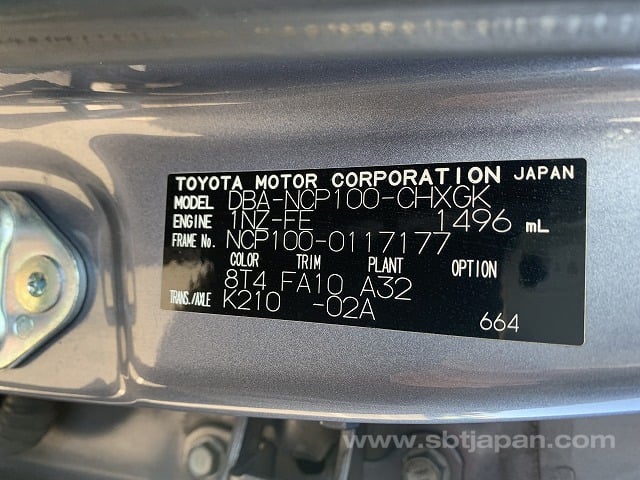 TOYOTA MOTOR CORPORATION JAPAN
MODEL DBA-NCP100-CHXGK
ENGINE 1NZ-FE 1496 mL
FRAME No. NCP100-0117177
COLOR TRIM PLANT OPTION
8T4 FA10 A32
TRANS./AXLE K210 -02A
664
www.sbtjapan.com